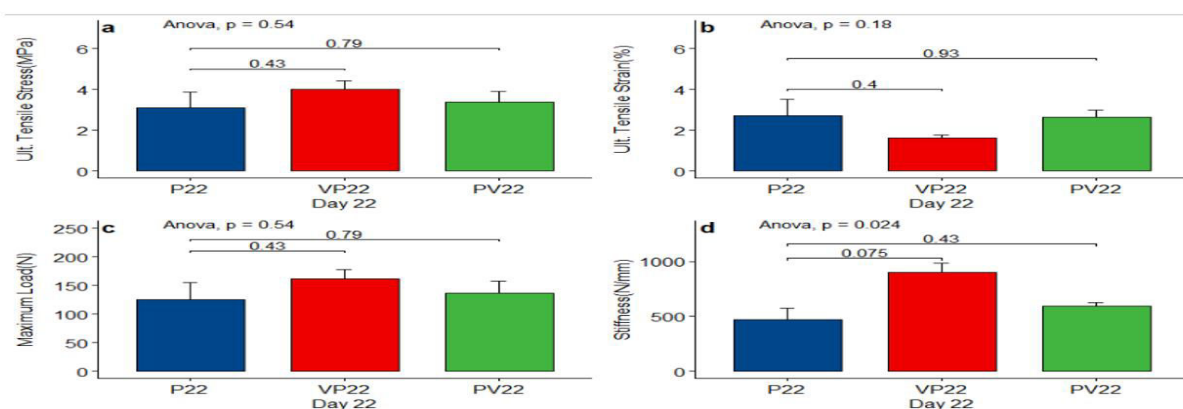 a Anova, p = 0.54
0.79
0.43
Ult. Tensile Stress(MPa)
6
4
2
0
P22 VP22 PV22
Day 22
b Anova, p = 0.18
0.93
0.4
Ult. Tensile Strain(%)
6
4
2
0
P22 VP22 PV22
Day 22
c Anova, p = 0.54
0.79
0.43
Maximum Load(N)
250
200
150
100
50
0
P22 VP22 PV22
Day 22
d Anova, p = 0.024
0.43
0.075
Stiffness(N/mm)
1000
500
0
P22 VP22 PV22
Day 22